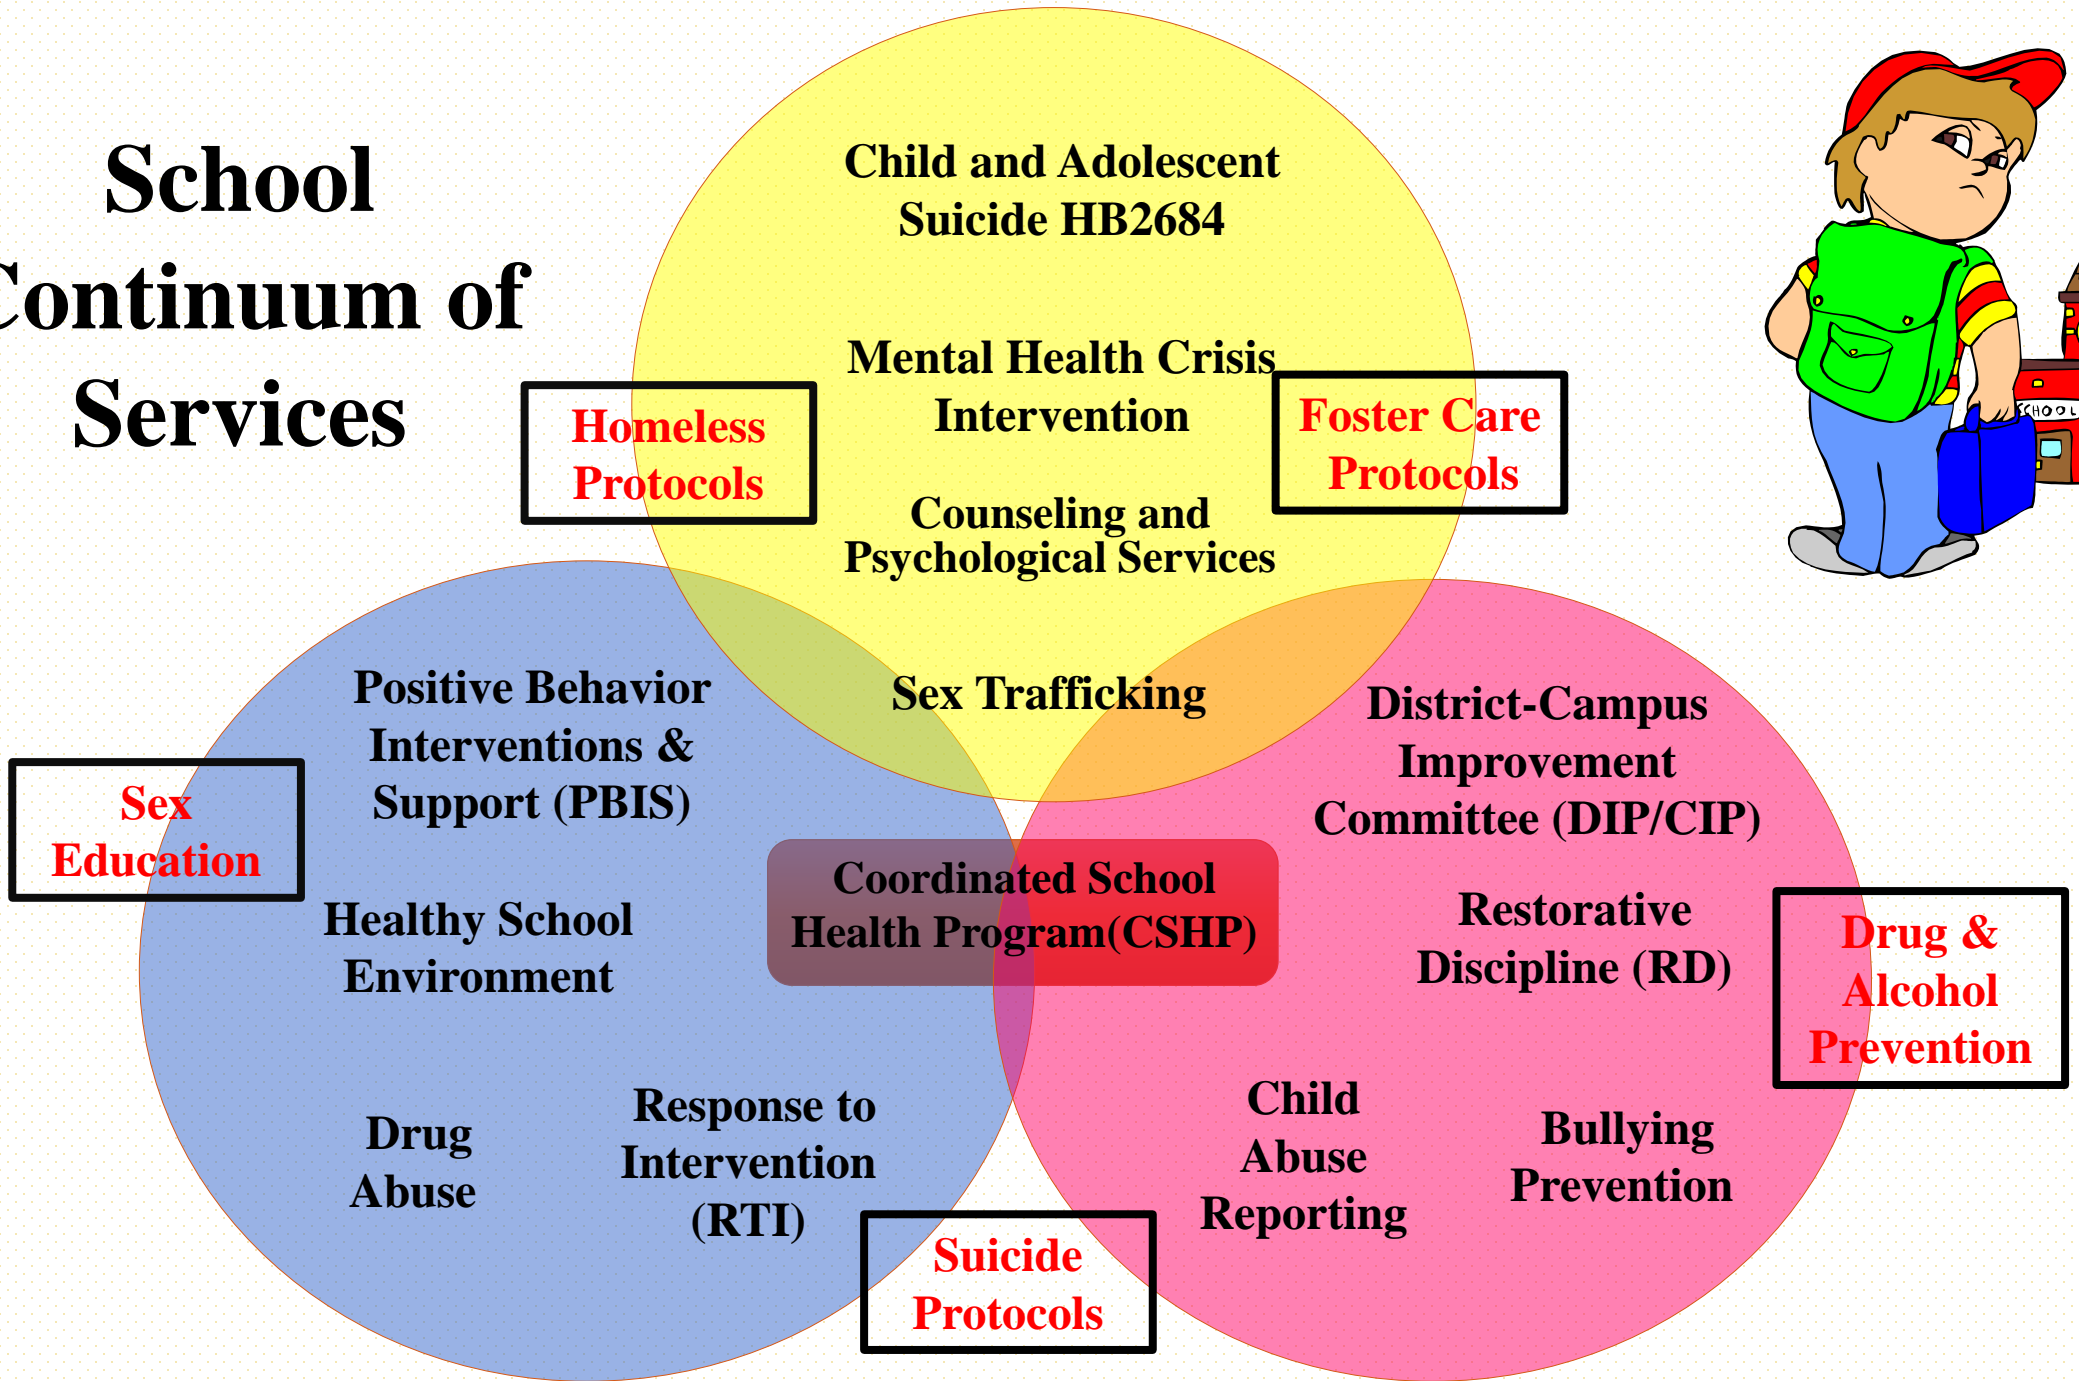 School
Continuum of
Services
Child and Adolescent
Suicide HB2684
Mental Health Crisis
Intervention
Homeless
Protocols
Foster Care
Protocols
Counseling and
Psychological Services
SCHOOL
Sex Trafficking
Positive Behavior
Interventions &
Support (PBIS)
District-Campus
Improvement
Committee (DIP/CIP)
Sex
Education
Coordinated School
Health Program(CSHP)
Healthy School
Environment
Restorative
Discipline (RD)
Drug &
Alcohol
Prevention
Drug
Abuse
Response to
Intervention
(RTI)
Child
Abuse
Reporting
Bullying
Prevention
Suicide
Protocols